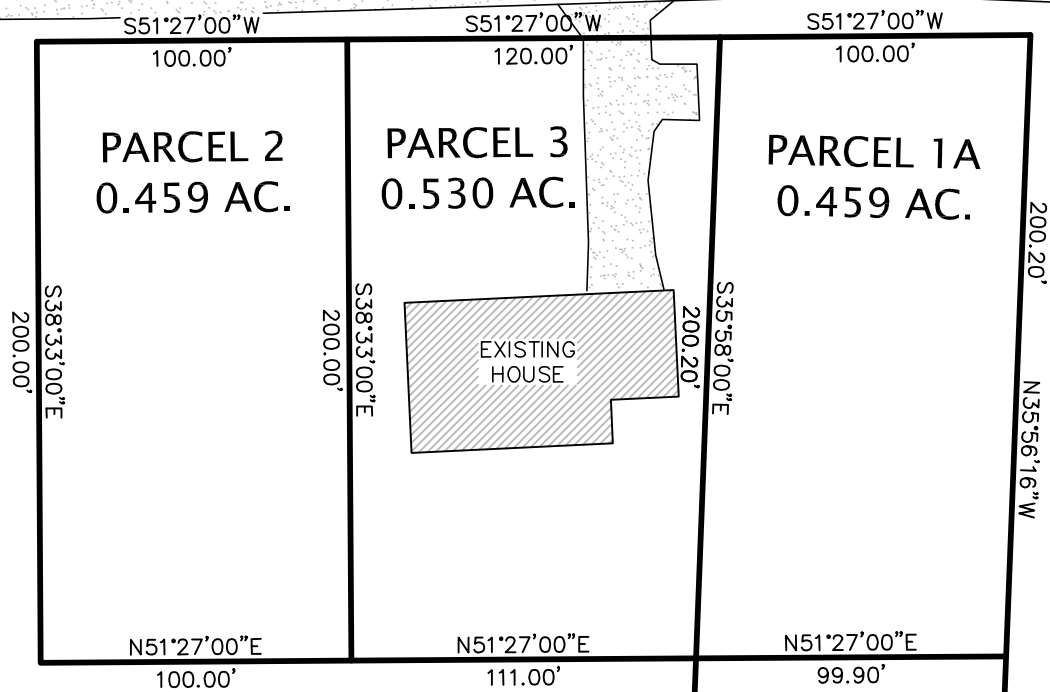 S51°27'00"W
100.00'
S51°27'00"W
120.00'
S51°27'00"W
100.00'
PARCEL 2
0.459 AC.
PARCEL 3
0.530 AC.
PARCEL 1A
0.459 AC.
200.20'
S38°33'00"E
200.00'
S38°33'00"E
200.00'
EXISTING
HOUSE
200.20'
S35°58'00"E
N35°56'16"W
N51°27'00"E
100.00'
N51°27'00"E
111.00'
N51°27'00"E
99.90'